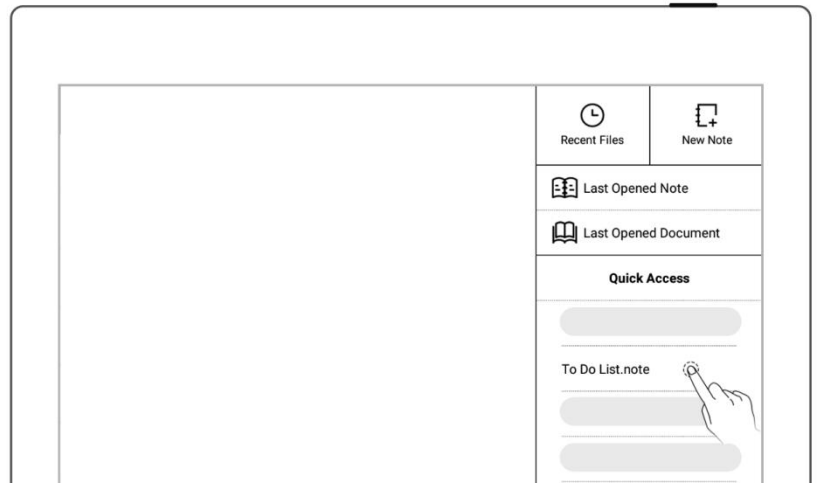 Recent Files
New Note
Last Opened Note
Last Opened Document
Quick Access
To Do List.note